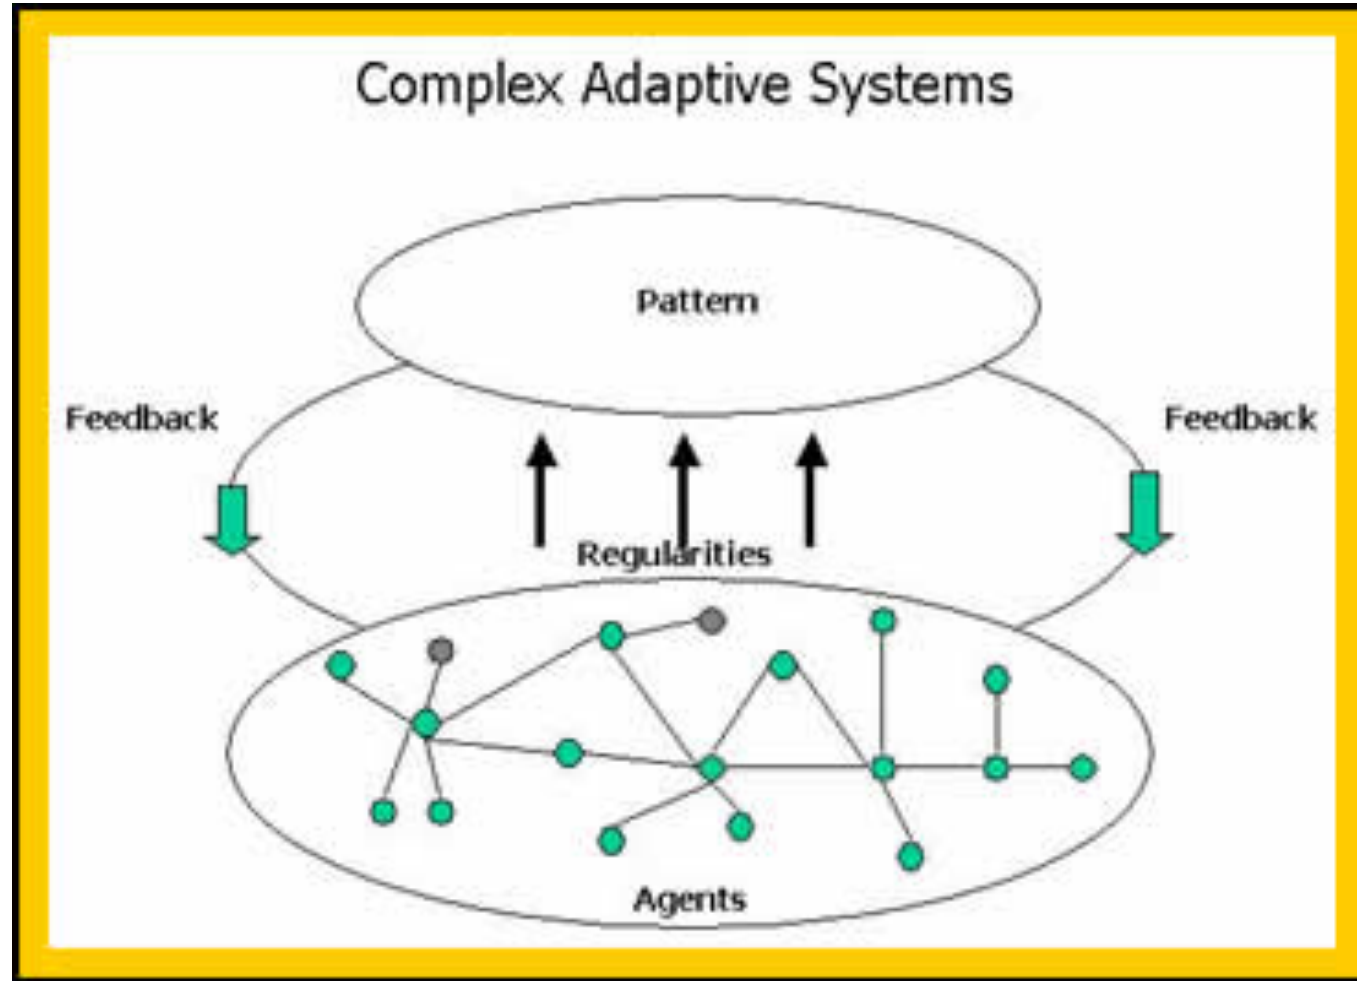 Complex Adaptive Systems
Pattern
Feedback
Feedback
Regularities
Agents